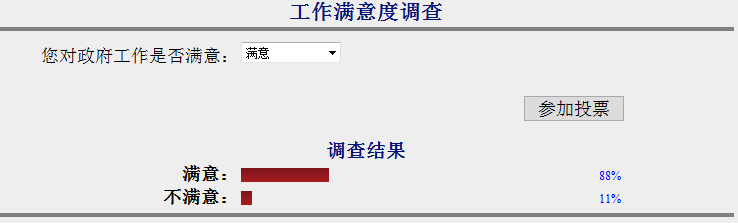 工作满意度调查
您对政府工作是否满意： 满意
参加投票
调查结果
满意： 88%
不满意： 11%